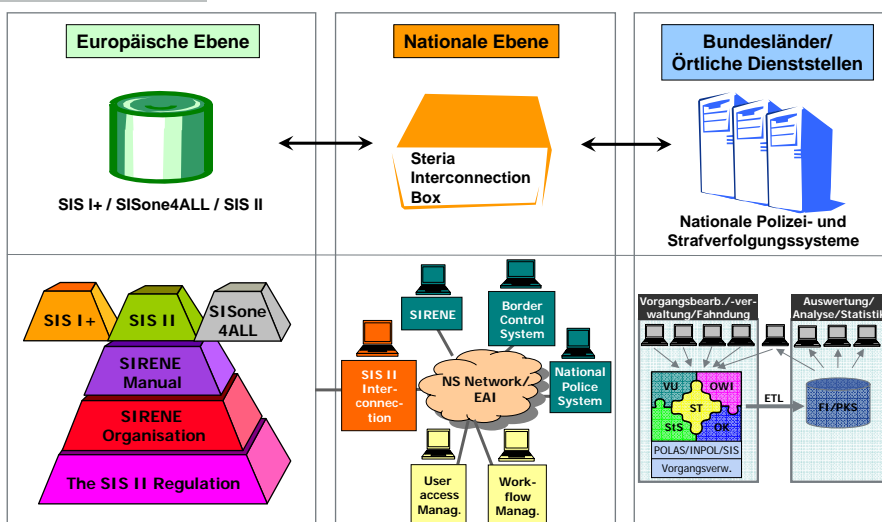 Europäische Ebene
SIS I+ / SISone4ALL / SIS II
Nationale Ebene
Steria
Interconnection
Box
Bundesländer/
Örtliche Dienststellen
Nationale Polizei- und
Strafverfolgungssysteme
SIS I+
SIS II
SISone
4ALL
SIRENE
Manual
SIRENE
Organisation
The SIS II Regulation
SIRENE
Border
Control
System
SIS II
Inter-
connec-
tion
NS Network/
EAI
National
Police
System
User
access
Manag.
Work-
flow
Manag.
Vorgangsbearb./-ver-
waltung/Fahndung
Auswertung/
Analyse/Statistik
VU
OWI
ST
StS
OK
ETL
FI/PKS
POLAS/INPOL/SIS
Vorgangsverw.